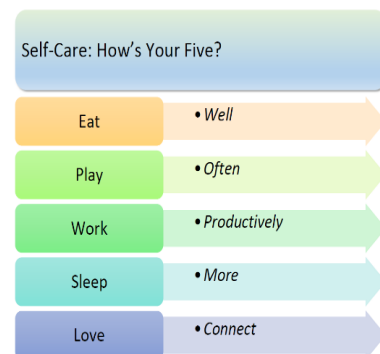 Self-Care: How's Your Five?
Eat
• Well
Play
• Often
Work
• Productively
Sleep
• More
Love
• Connect